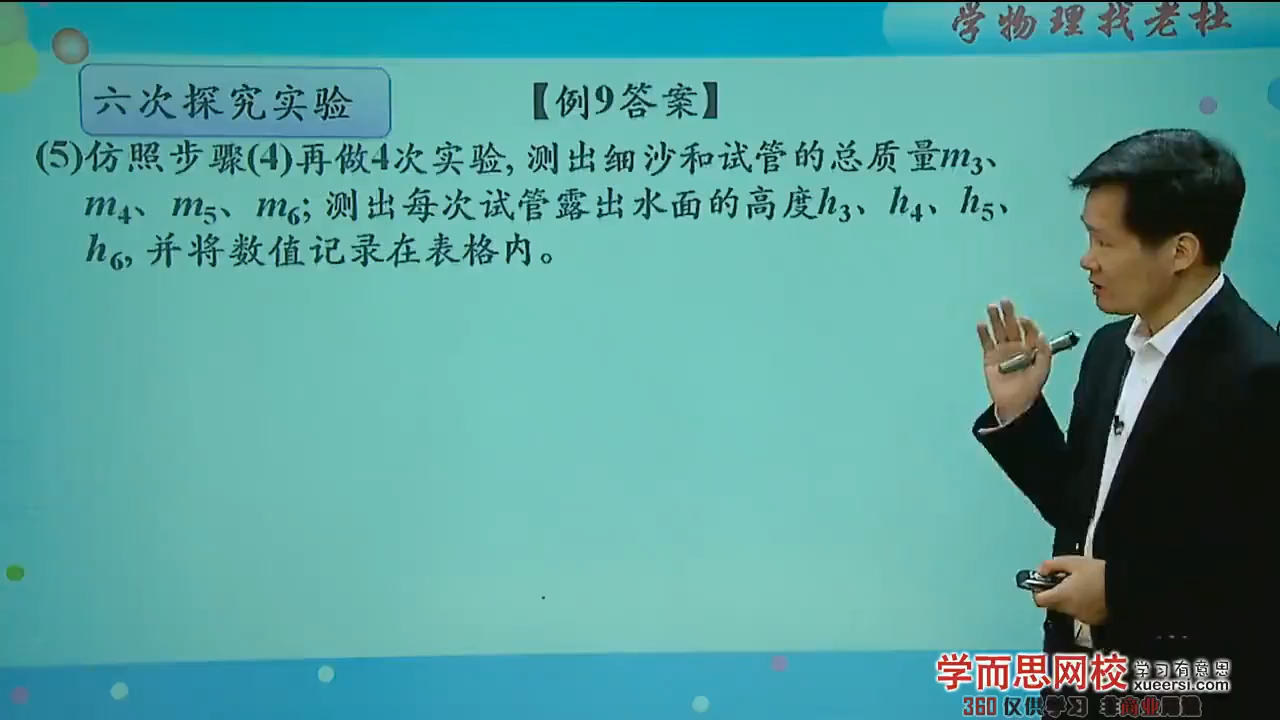 学物理找老杜
六次探究实验
【例9答案】
(5)仿照步骤(4)再做4次实验,测出细沙和试管的总质量m₃、
m₄、m₅、m₆;测出每次试管露出水面的高度h₃、h₄、h₅、
h₆,并将数值记录在表格内。
学而思网校
学习有意思
xueersi.com
360 仅供学习